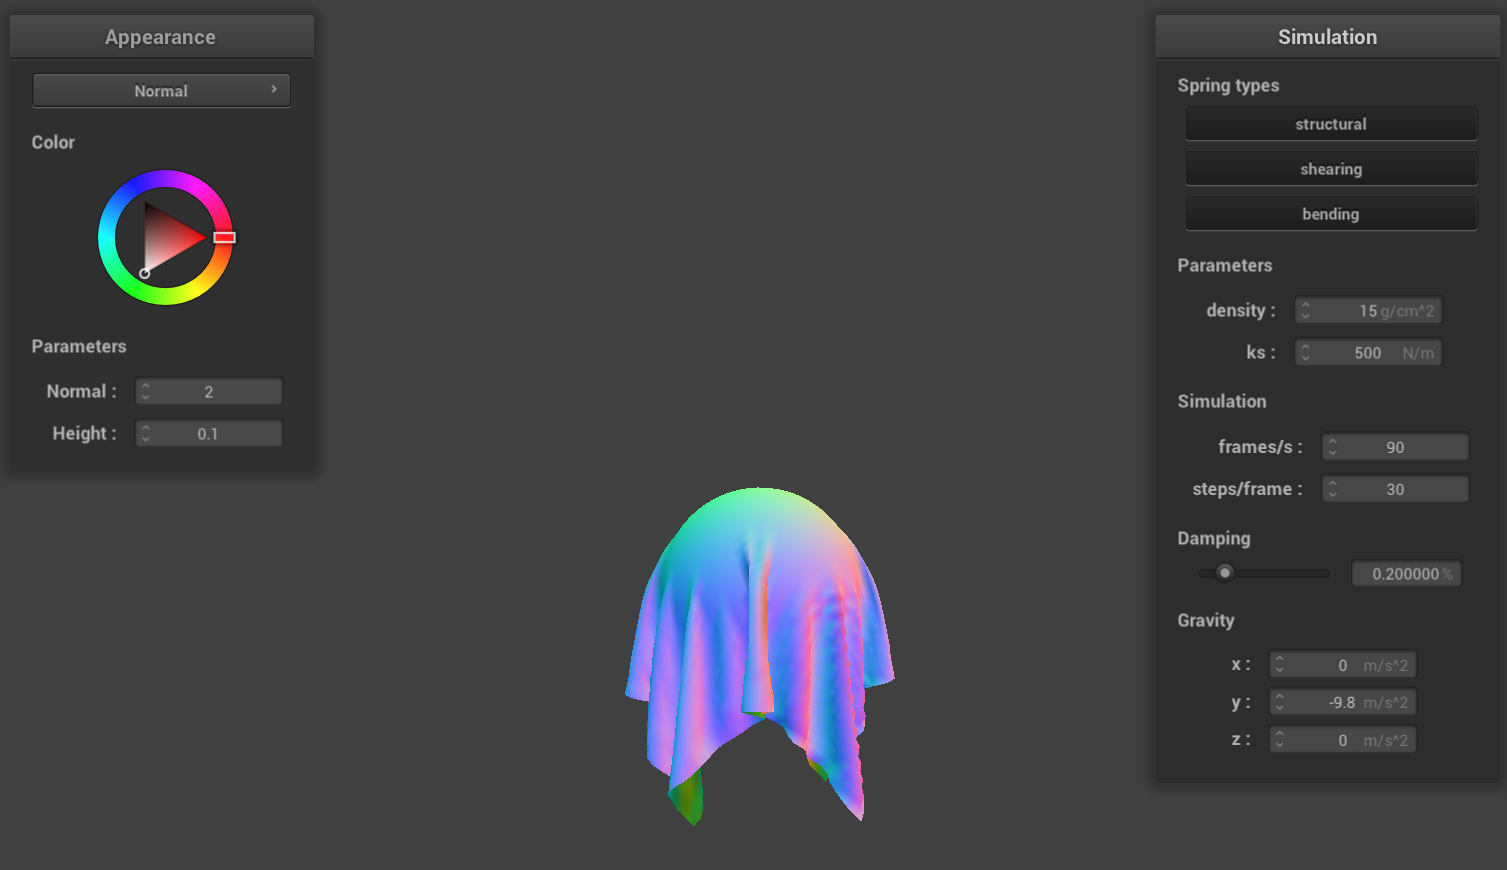 Appearance
Normal
Color
Parameters
Normal : 2
Height : 0.1
Simulation
Spring types
structural
shearing
bending
Parameters
density : 15 g/cm^2
ks : 500 N/m
Simulation
frames/s : 90
steps/frame : 30
Damping
0.200000 %
Gravity
x : 0 m/s^2
y : -9.8 m/s^2
z : 0 m/s^2